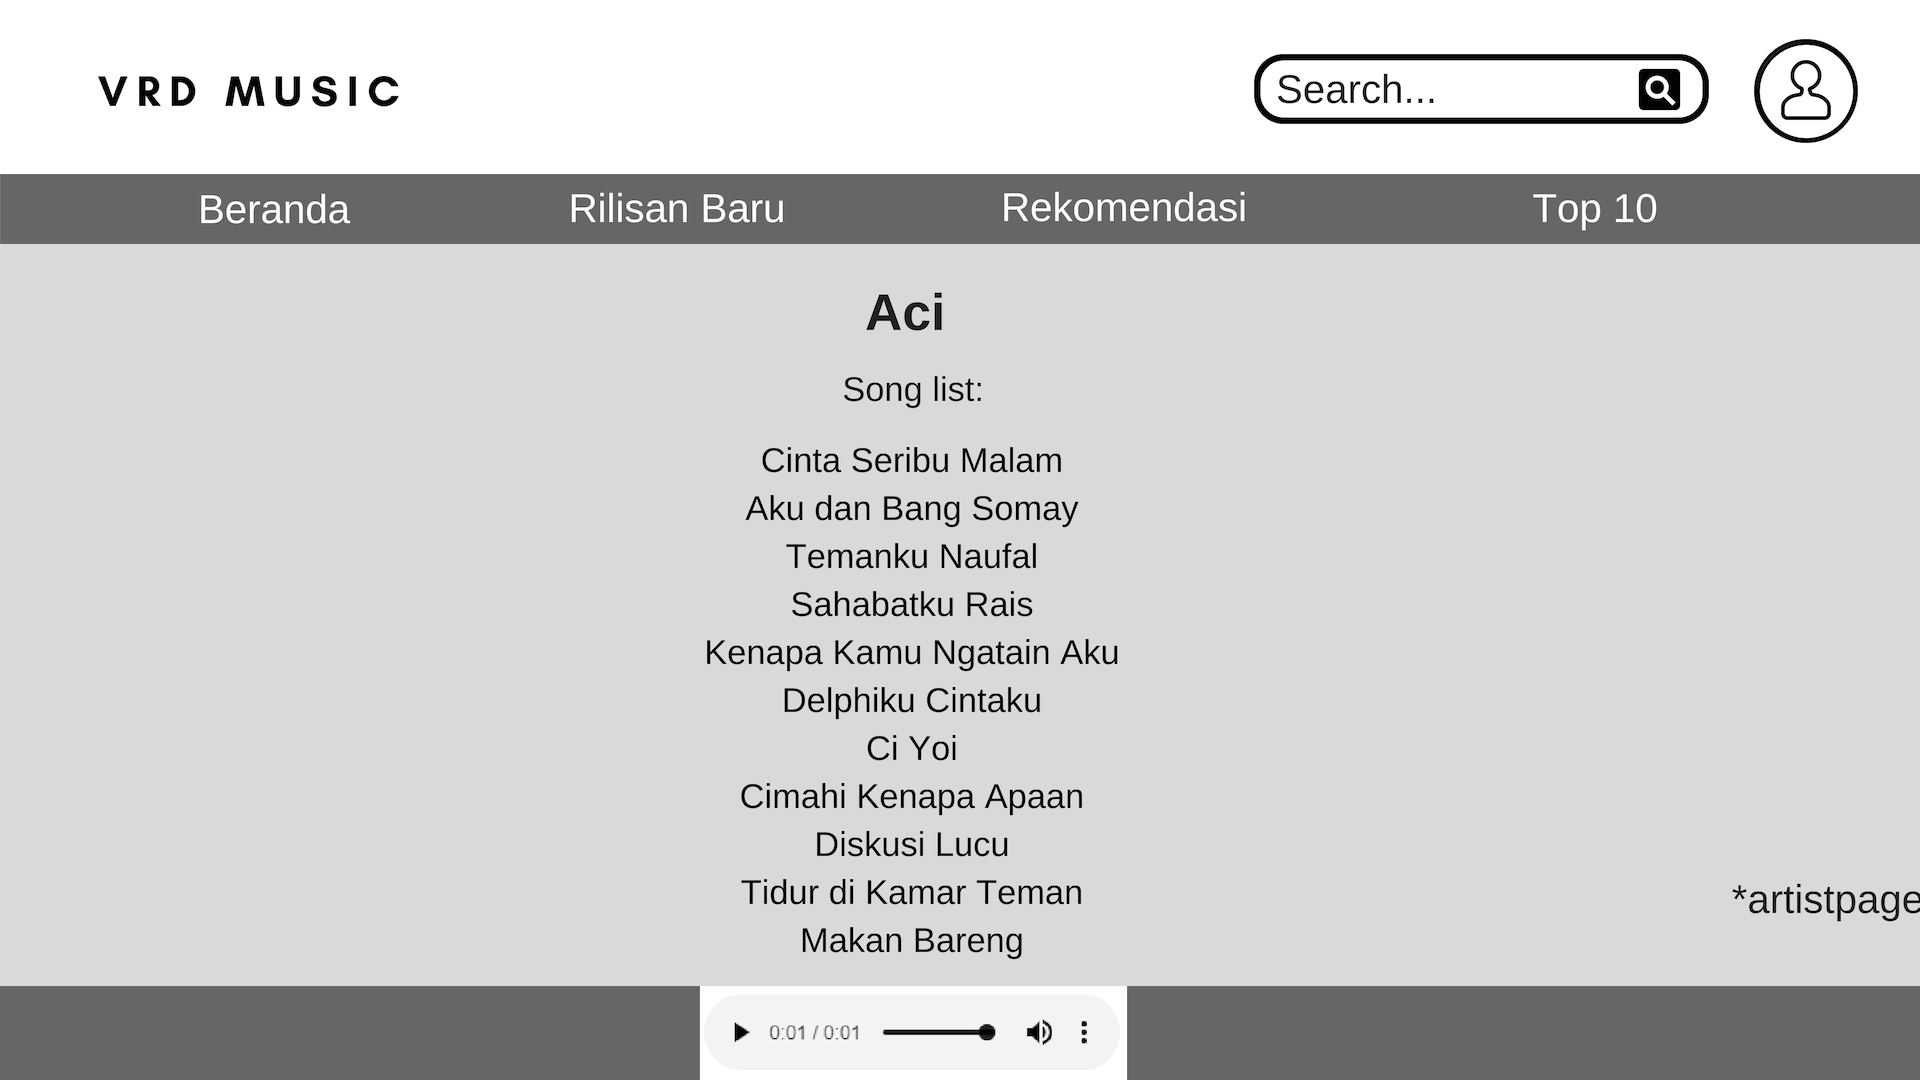 VRD MUSIC
Search...
Beranda
Rilisan Baru
Rekomendasi
Top 10
Aci
Song list:
Cinta Seribu Malam
Aku dan Bang Somay
Temanku Naufal
Sahabatku Rais
Kenapa Kamu Ngatain Aku
Delphiku Cintaku
Ci Yoi
Cimahi Kenapa Apaan
Diskusi Lucu
Tidur di Kamar Teman
Makan Bareng
*artistpage
0:01 / 0:01